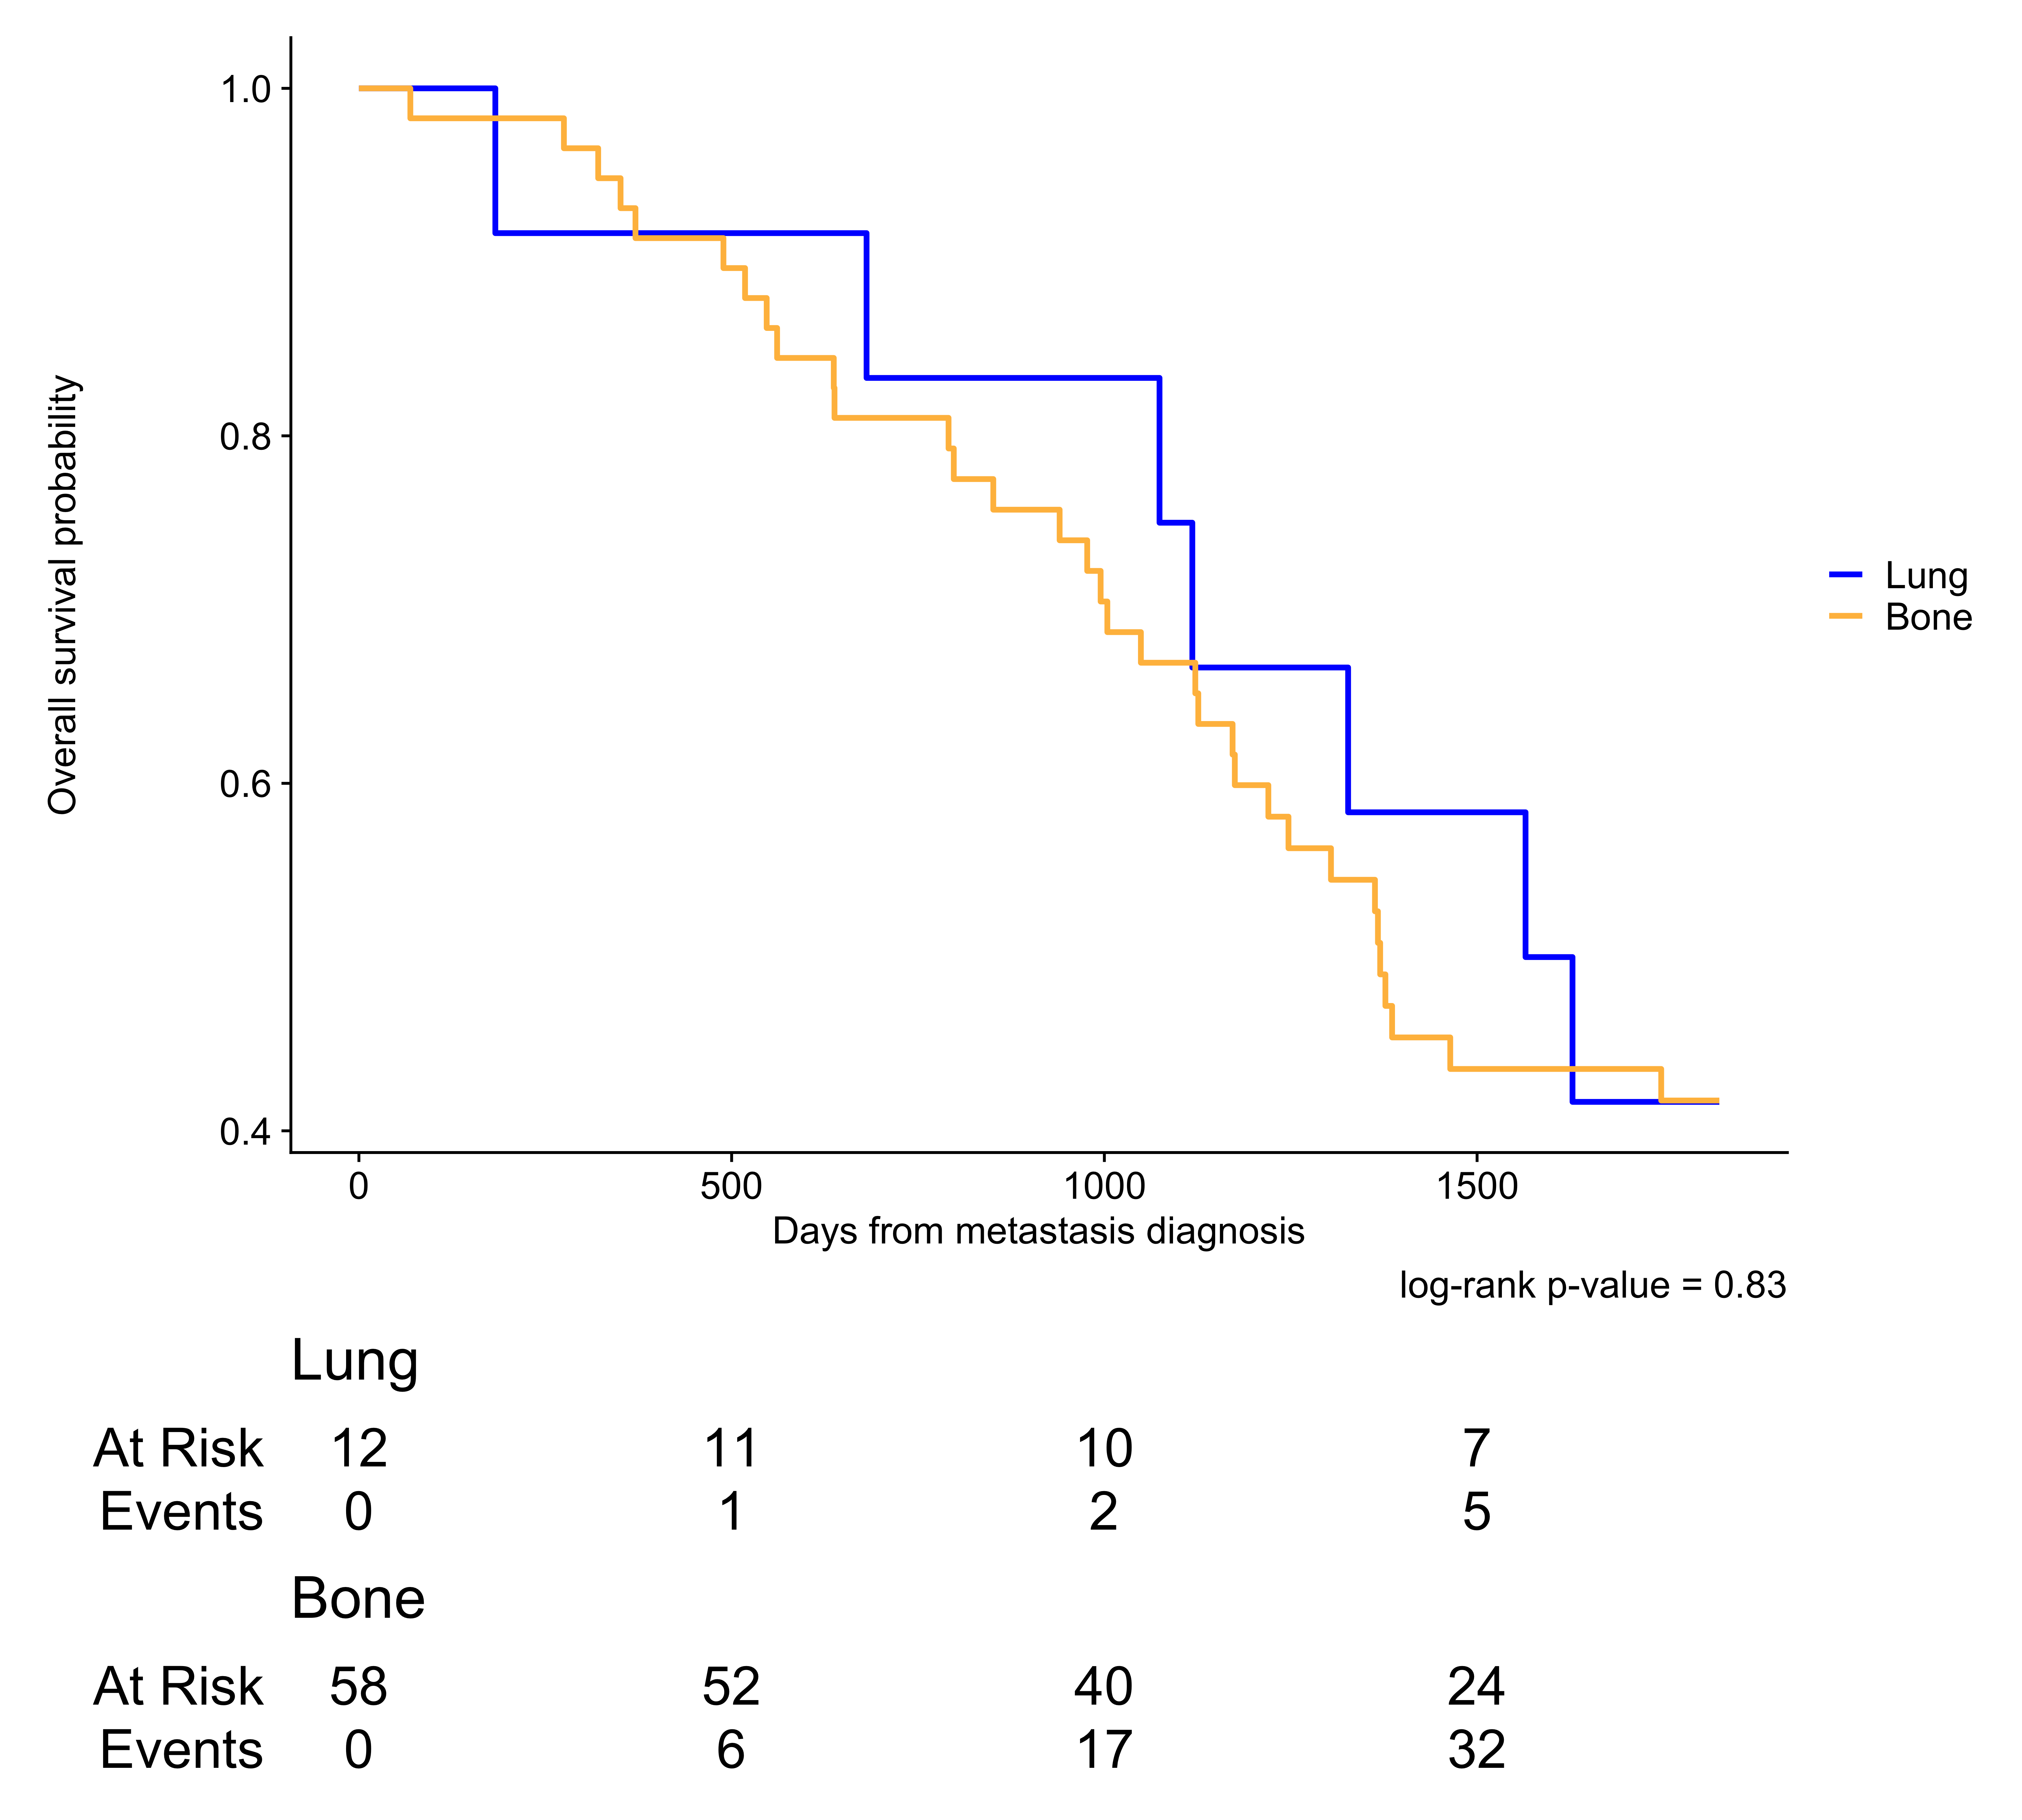 Overall survival probability
1.0
0.8
0.6
0.4
0 500 1000 1500
Days from metastasis diagnosis
log-rank p-value = 0.83
Lung
Bone
Lung
At Risk 12 11 10 7
Events 0 1 2 5
Bone
At Risk 58 52 40 24
Events 0 6 17 32